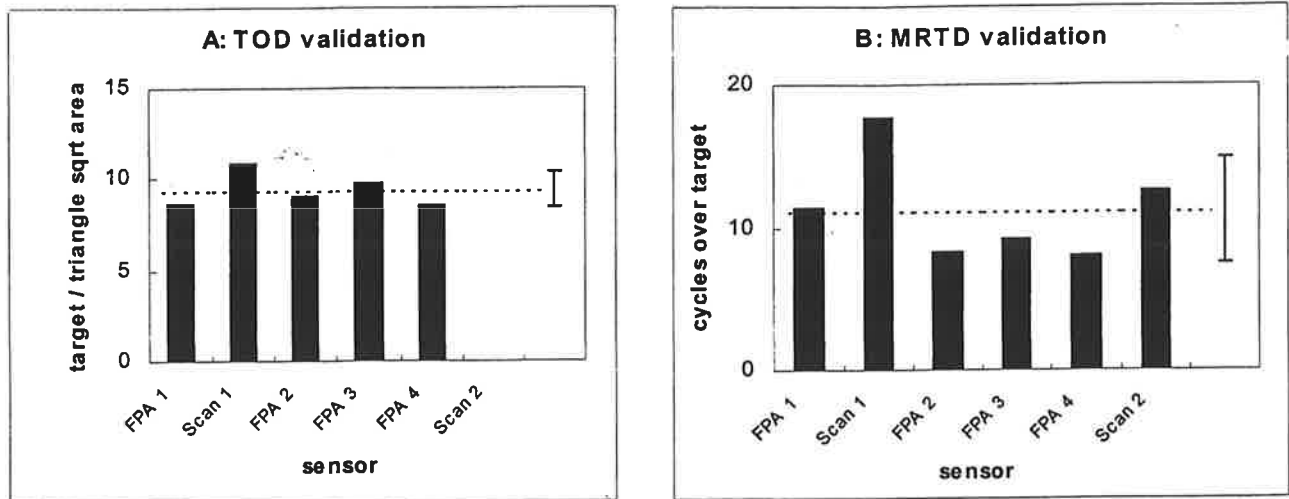 A: TOD validation
target / triangle sqrt area
15
10
5
0
FPA 1
Scan 1
FPA 2
FPA 3
FPA 4
Scan 2
sensor
B: MRTD validation
cycles over target
20
10
0
FPA 1
Scan 1
FPA 2
FPA 3
FPA 4
Scan 2
sensor